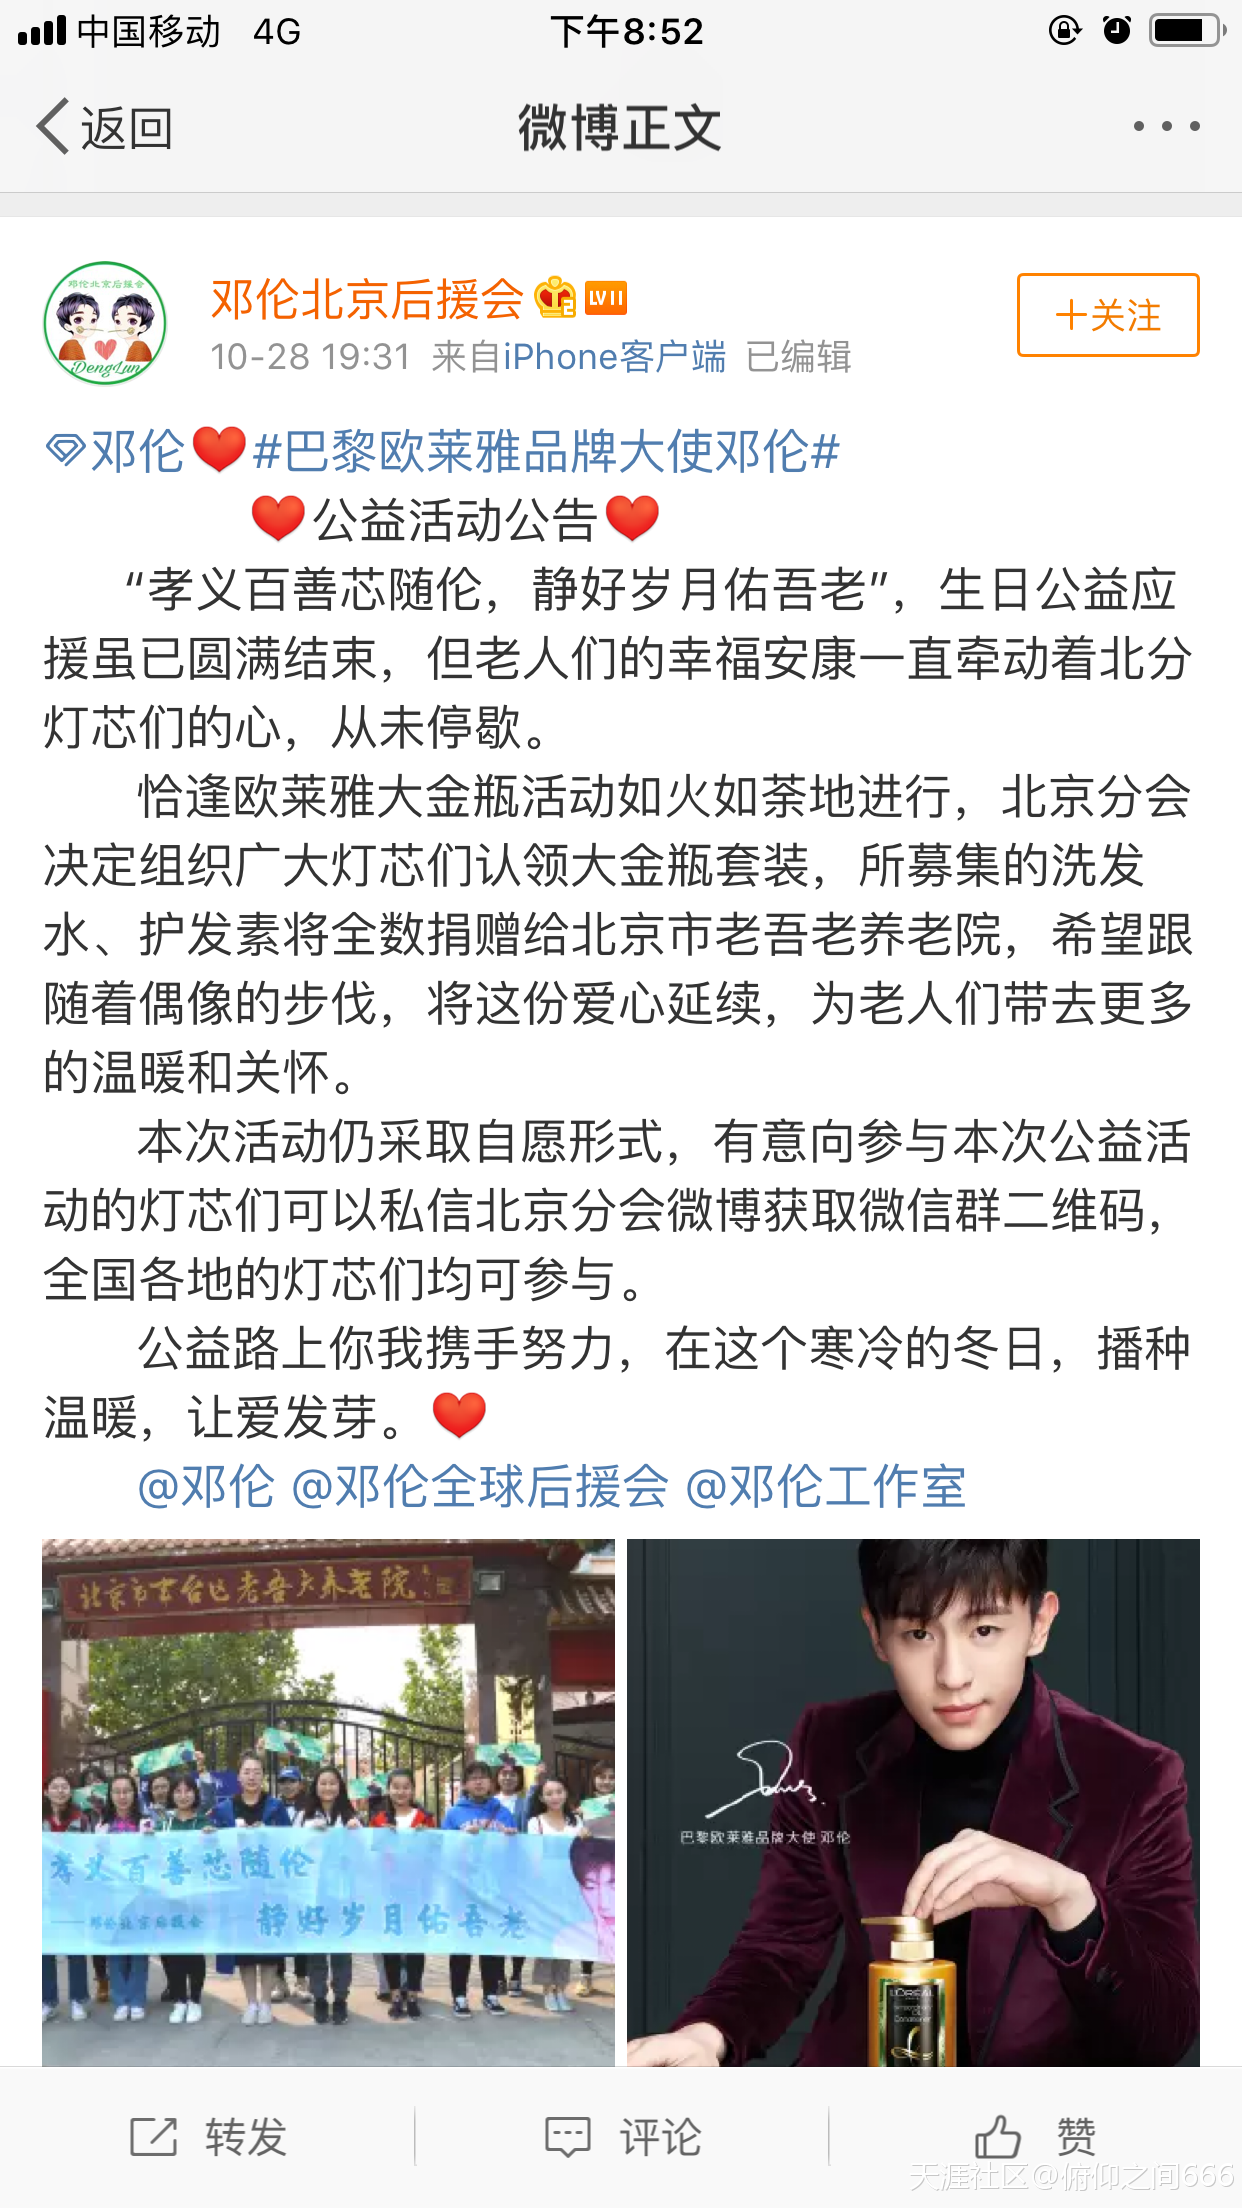 中国移动 4G 下午8:52
返回 微博正文
邓伦北京后援会
iDengLun
邓伦北京后援会 LVII
+关注
10-28 19:31 来自iPhone客户端 已编辑
邓伦❤️#巴黎欧莱雅品牌大使邓伦#
❤️公益活动公告❤️
“孝义百善芯随伦，静好岁月佑吾老”，生日公益应
援虽已圆满结束，但老人们的幸福安康一直牵动着北分
灯芯们的心，从未停歇。
恰逢欧莱雅大金瓶活动如火如荼地进行，北京分会
决定组织广大灯芯们认领大金瓶套装，所募集的洗发
水、护发素将全数捐赠给北京市老吾老养老院，希望跟
随着偶像的步伐，将这份爱心延续，为老人们带去更多
的温暖和关怀。
本次活动仍采取自愿形式，有意向参与本次公益活
动的灯芯们可以私信北京分会微博获取微信群二维码，
全国各地的灯芯们均可参与。
公益路上你我携手努力，在这个寒冷的冬日，播种
温暖，让爱发芽。❤️
@邓伦 @邓伦全球后援会 @邓伦工作室
孝义百善芯随伦
——邓伦北京后援会
静好岁月佑吾老
巴黎欧莱雅品牌大使 邓伦
L'ORÉAL
转发 评论 赞
天涯社区@俯仰之间666